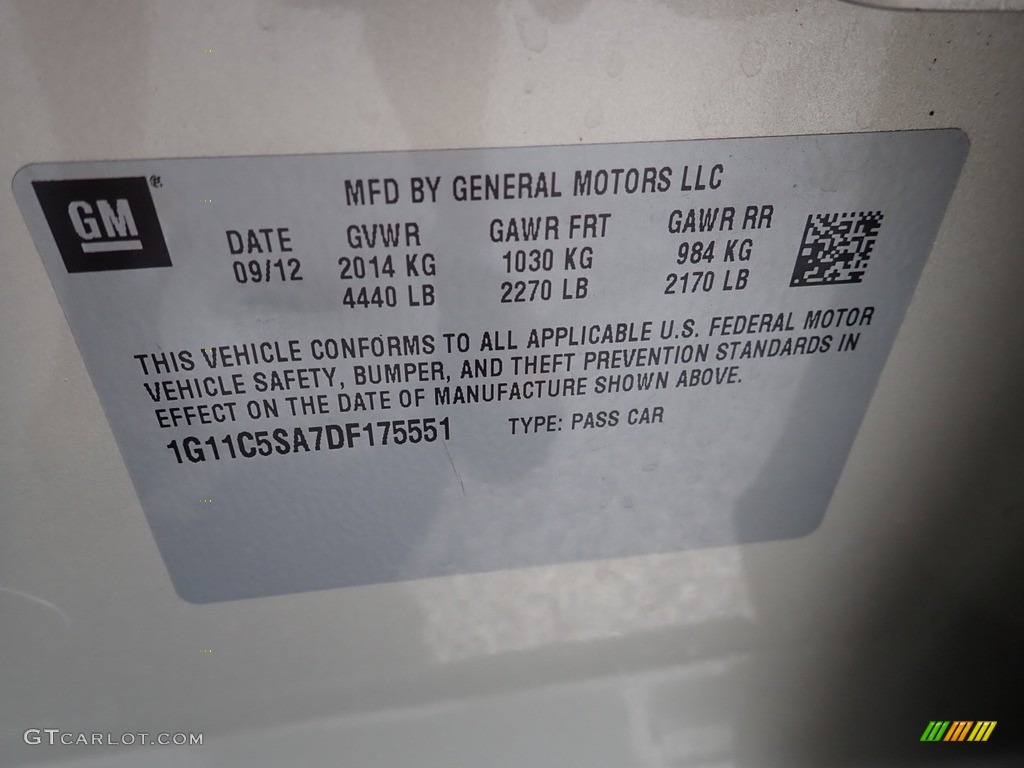 GM®
MFD BY GENERAL MOTORS LLC
DATE GVWR GAWR FRT GAWR RR
09/12 2014 KG 1030 KG 984 KG
4440 LB 2270 LB 2170 LB
THIS VEHICLE CONFORMS TO ALL APPLICABLE U.S. FEDERAL MOTOR
VEHICLE SAFETY, BUMPER, AND THEFT PREVENTION STANDARDS IN
EFFECT ON THE DATE OF MANUFACTURE SHOWN ABOVE.
1G11C5SA7DF175551 TYPE: PASS CAR
GTCARLOT.COM